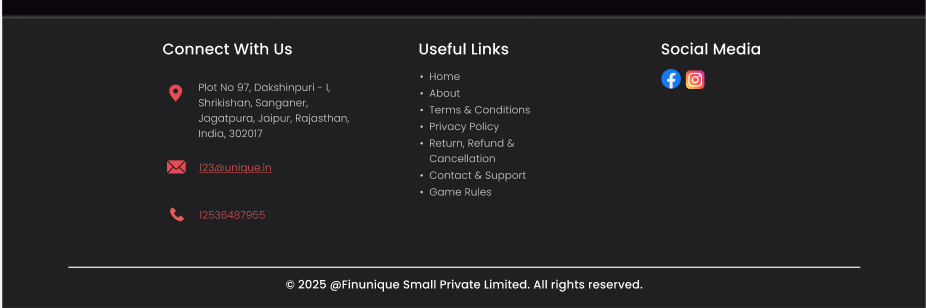 Connect With Us
Plot No 97, Dakshinpuri - I,
Shrikishan, Sanganer,
Jagatpura, Jaipur, Rajasthan,
India, 302017
123@unique.in
12536487955
Useful Links
• Home
• About
• Terms & Conditions
• Privacy Policy
• Return, Refund &
Cancellation
• Contact & Support
• Game Rules
Social Media
© 2025 @Finunique Small Private Limited. All rights reserved.